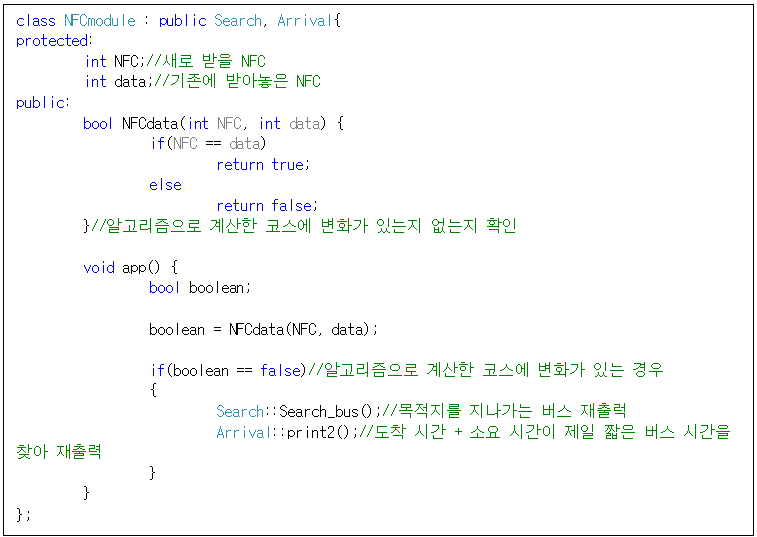 class NFCmodule : public Search, Arrival{
protected:
int NFC;//새로 받을 NFC
int data;//기존에 받아놓은 NFC
public:
bool NFCdata(int NFC, int data) {
if(NFC == data)
return true;
else
return false;
}//알고리즘으로 계산한 코스에 변화가 있는지 없는지 확인
void app() {
bool boolean;
boolean = NFCdata(NFC, data);
if(boolean == false)//알고리즘으로 계산한 코스에 변화가 있는 경우
{
Search::Search_bus();//목적지를 지나가는 버스 재출력
Arrival::print2();//도착 시간 + 소요 시간이 제일 짧은 버스 시간을
찾아 재출력
}
}
};